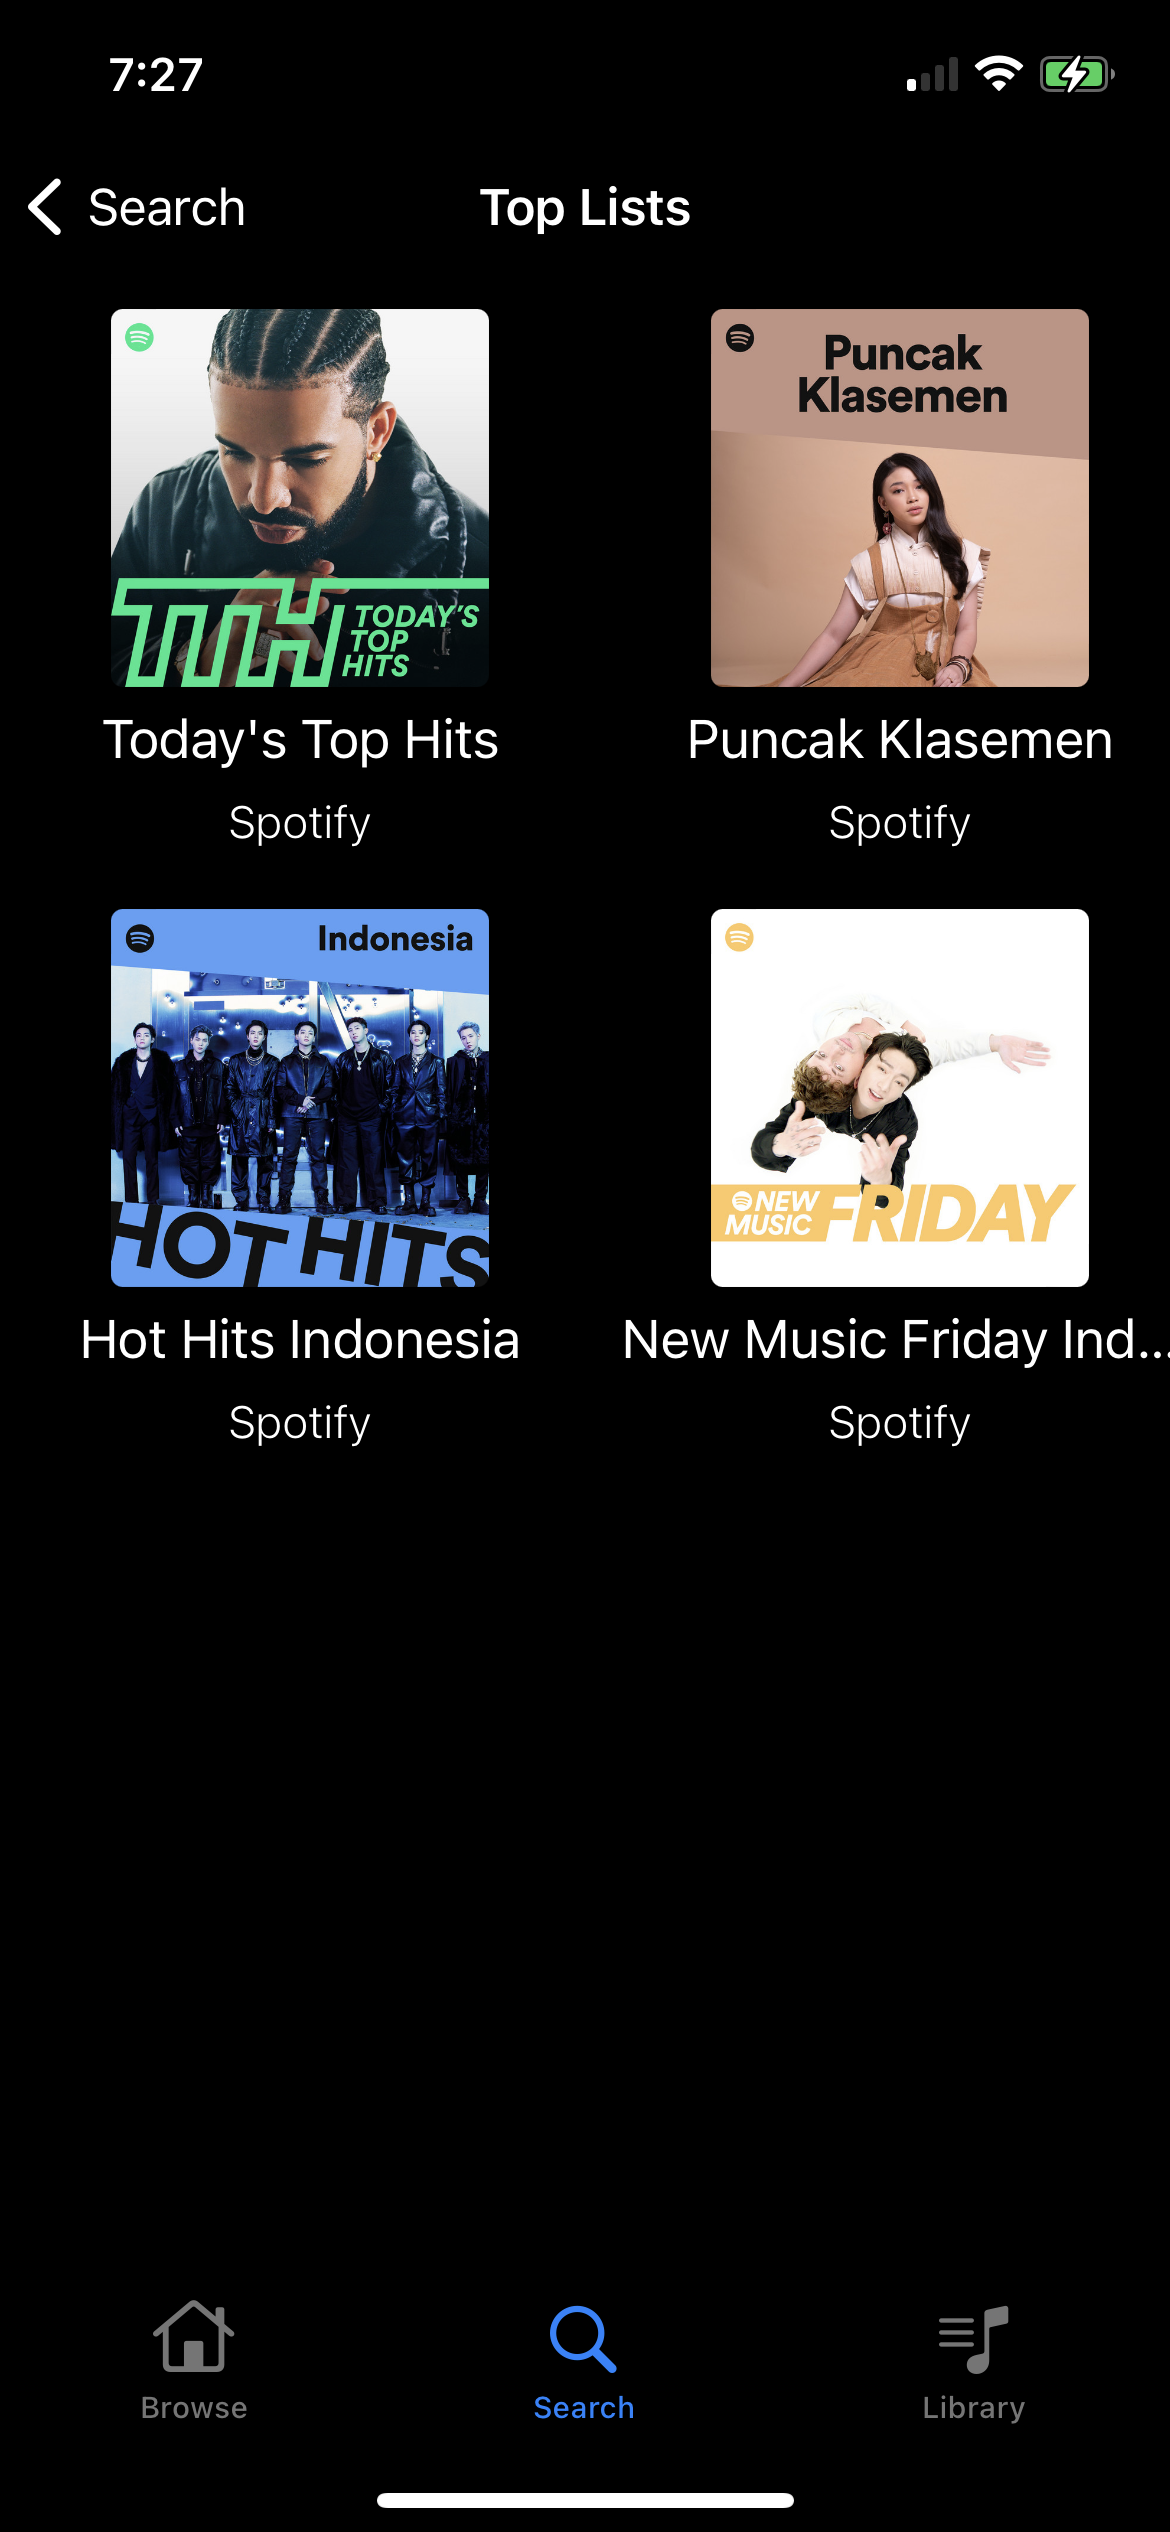 7:27
Search
Top Lists
TTH
TODAY'S
TOP
HITS
Puncak
Klasemen
Today's Top Hits
Puncak Klasemen
Spotify
Spotify
Indonesia
HOT HITS
NEW
MUSIC
FRIDAY
Hot Hits Indonesia
New Music Friday Ind...
Spotify
Spotify
Browse
Search
Library